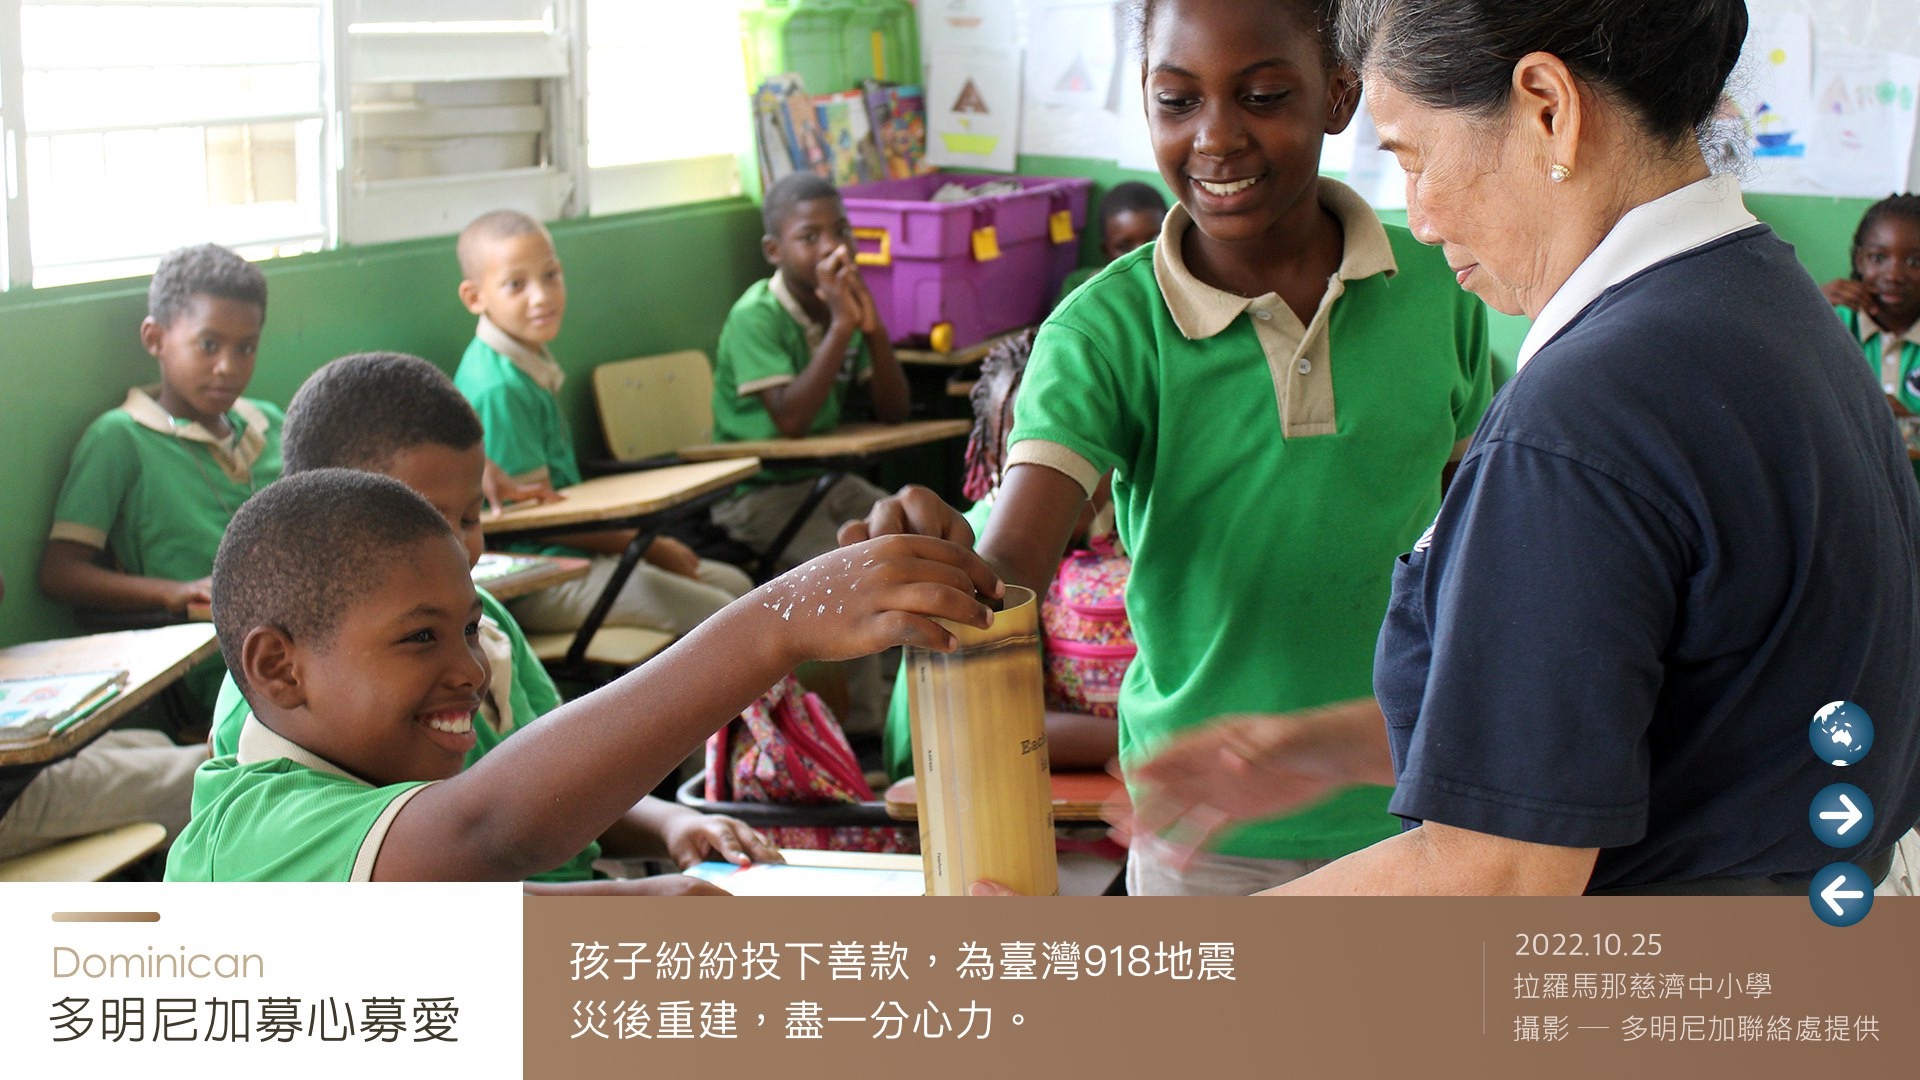 Dominican
多明尼加募心募愛
孩子紛紛投下善款，為臺灣918地震
災後重建，盡一分心力。
2022.10.25
拉羅馬那慈濟中小學
攝影 — 多明尼加聯絡處提供